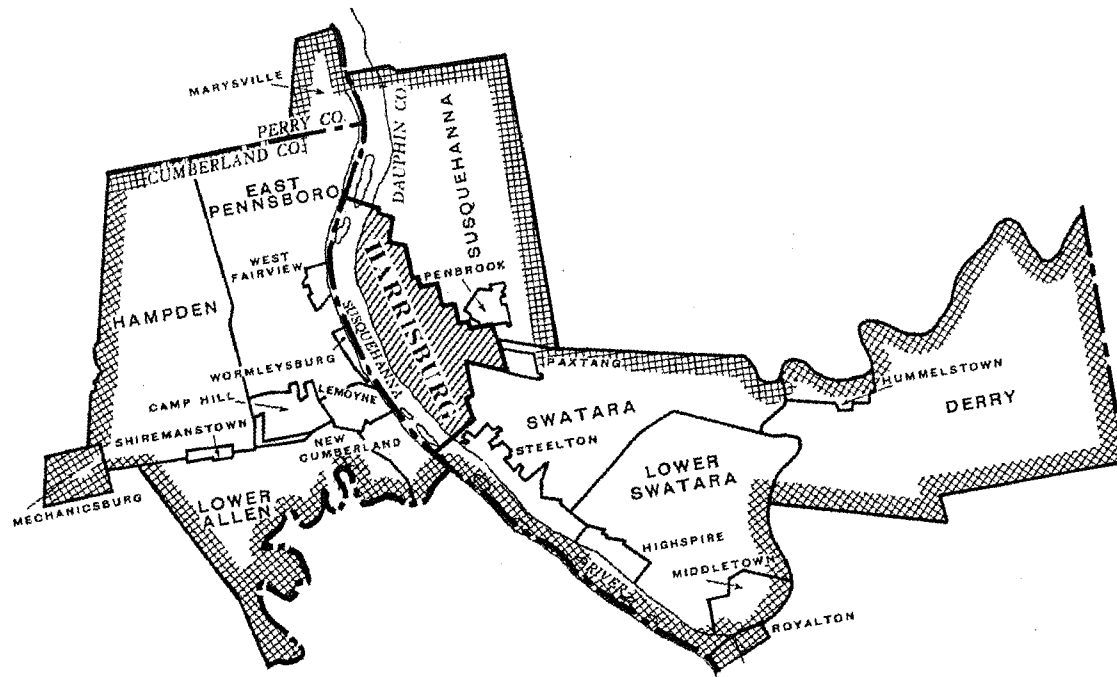 MARYSVILLE
PERRY CO.
CUMBERLAND CO.
DAUPHIN CO.
SUSQUEHANNA
EAST
PENNSBORO
WEST
FAIRVIEW
HARRISBURG
PENBROOK
HAMPDEN
SUSQUEHANNA
WORMLEYSBURG
PAXTANG
HUMMELSTOWN
CAMP HILL
LEMOYNE
DERRY
SHIREMANSTOWN
SWATARA
NEW
CUMBERLAND
STEELTON
MECHANICSBURG
LOWER
ALLEN
LOWER
SWATARA
HIGHSPIRE
RIVER
MIDDLETOWN
ROYALTON